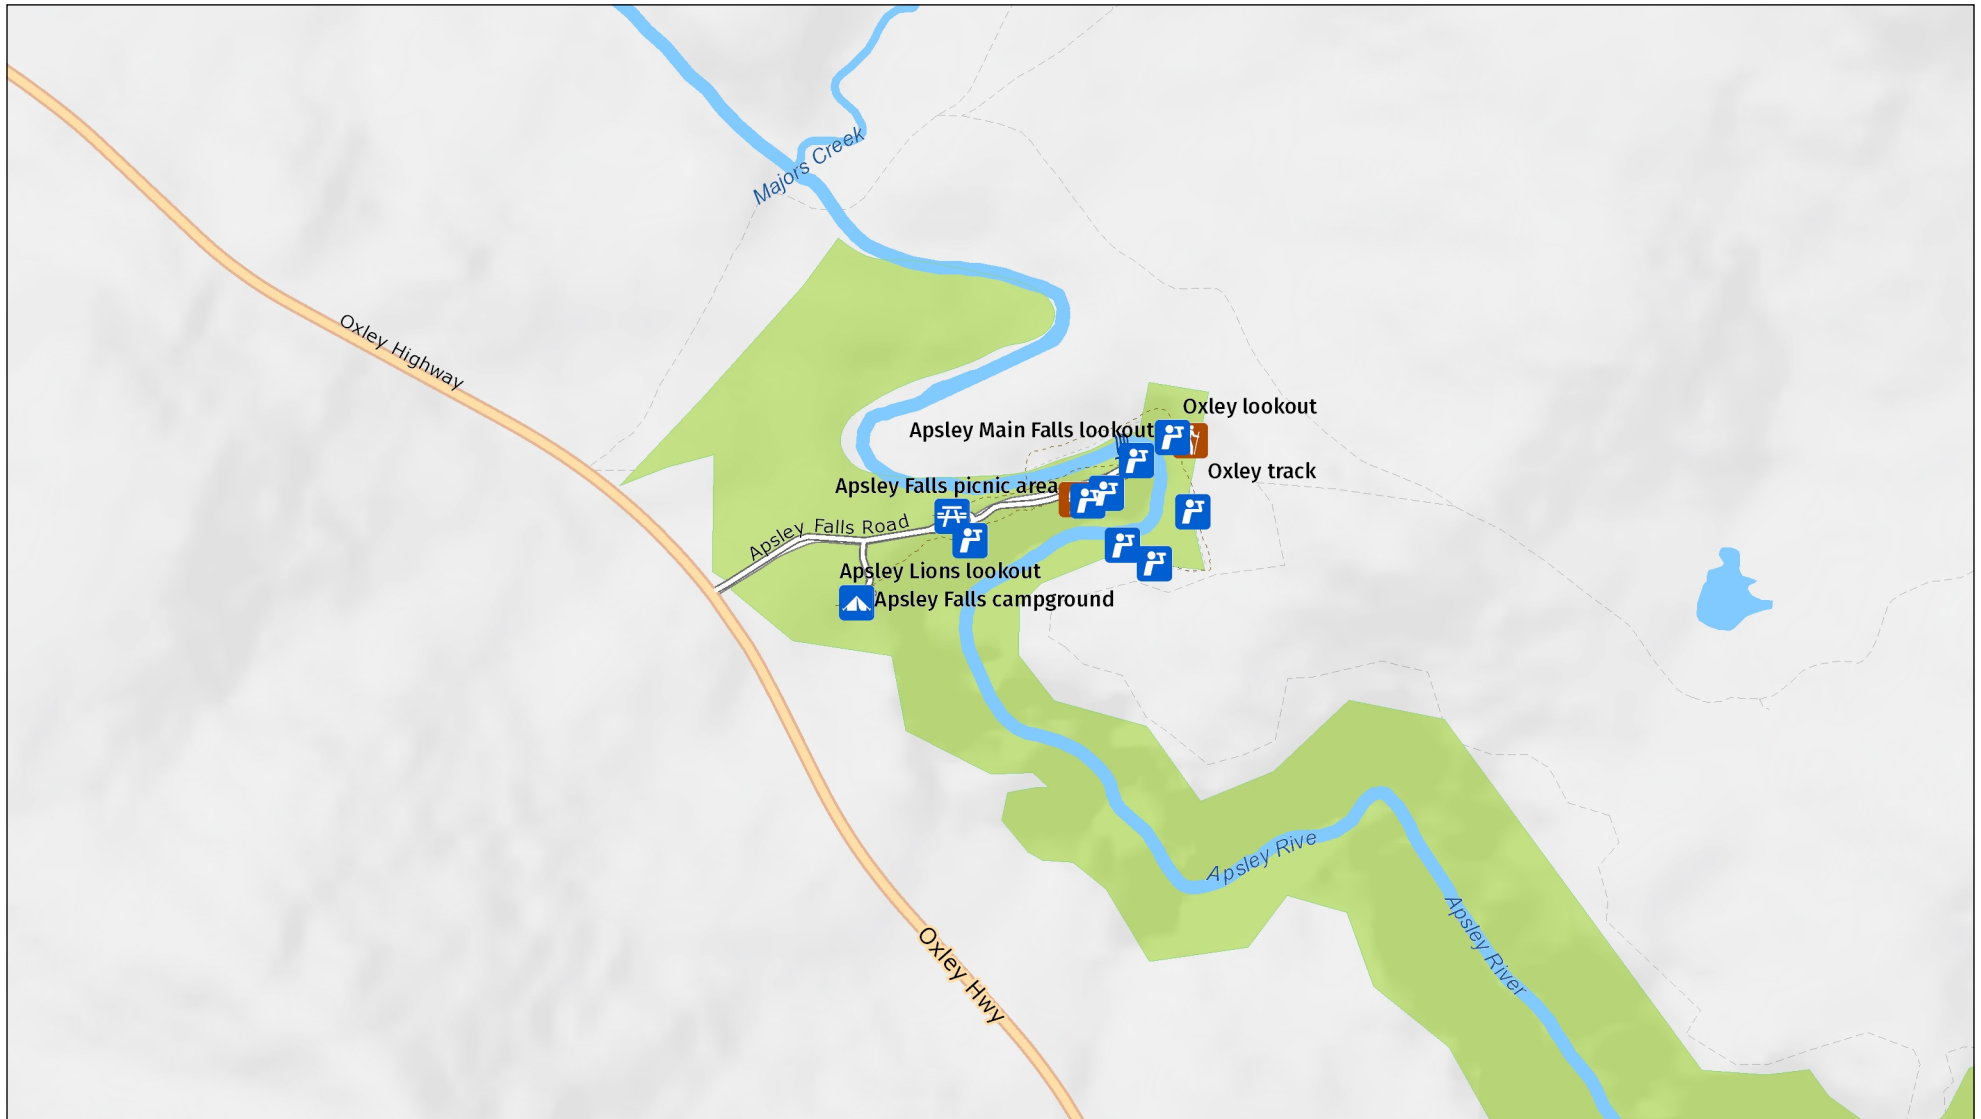 Majors Creek
Oxley Highway
Oxley lookout
Apsley Main Falls lookout
Oxley track
Apsley Falls picnic area
Apsley Falls Road
Apsley Lions lookout
Apsley Falls campground
Apsley Rive
Apsley River
Oxley Hwy